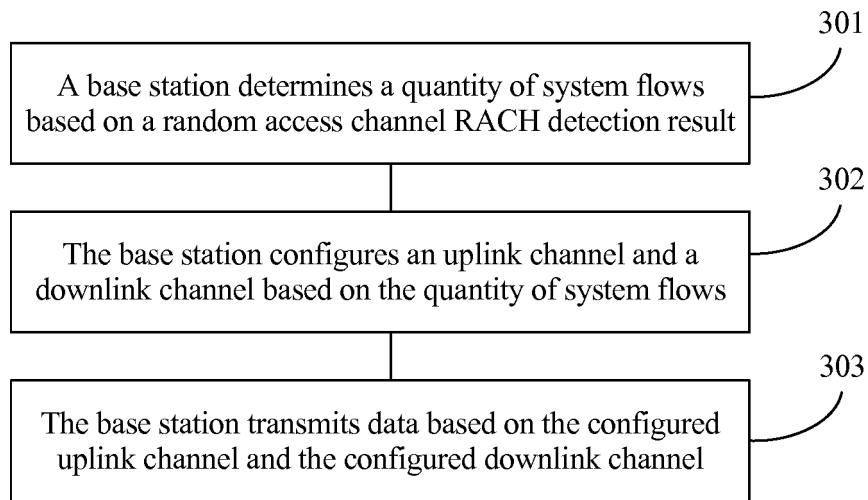 301
A base station determines a quantity of system flows
based on a random access channel RACH detection result
302
The base station configures an uplink channel and a
downlink channel based on the quantity of system flows
303
The base station transmits data based on the configured
uplink channel and the configured downlink channel